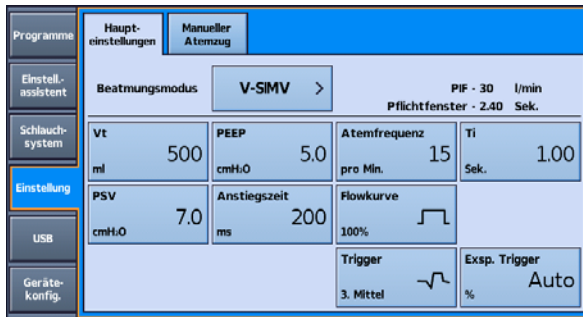 Programme
Haupt-
einstellungen
Manueller
Atemzug
Einstell.-
assistent
Beatmungsmodus
V-SIMV >
PIF - 30 l/min
Pflichtfenster - 2.40 Sek.
Schlauch-
system
Vt
500
ml
PEEP
5.0
cmH₂O
Atemfrequenz
15
pro Min.
Ti
1.00
Sek.
Einstellung
PSV
7.0
cmH₂O
Anstiegszeit
200
ms
Flowkurve
100%
USB
Trigger
3. Mittel
Exsp. Trigger
Auto
%
Geräte-
konfig.